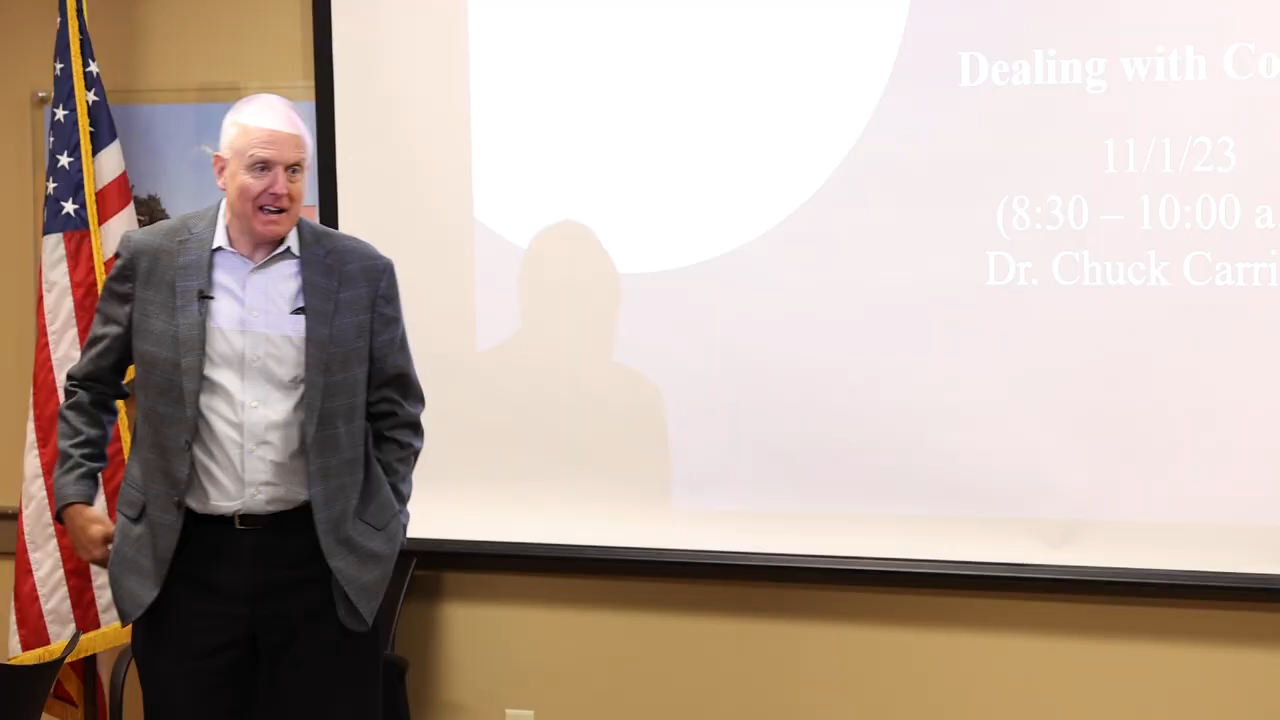 Dealing with Co
11/1/23
(8:30 – 10:00 a
Dr. Chuck Carri